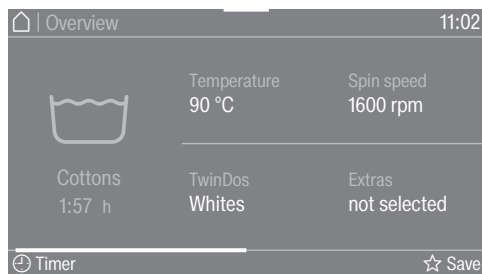 | Overview 11:02
Temperature Spin speed
90 °C 1600 rpm
Cottons TwinDos Extras
1:57 h Whites not selected
Timer Save